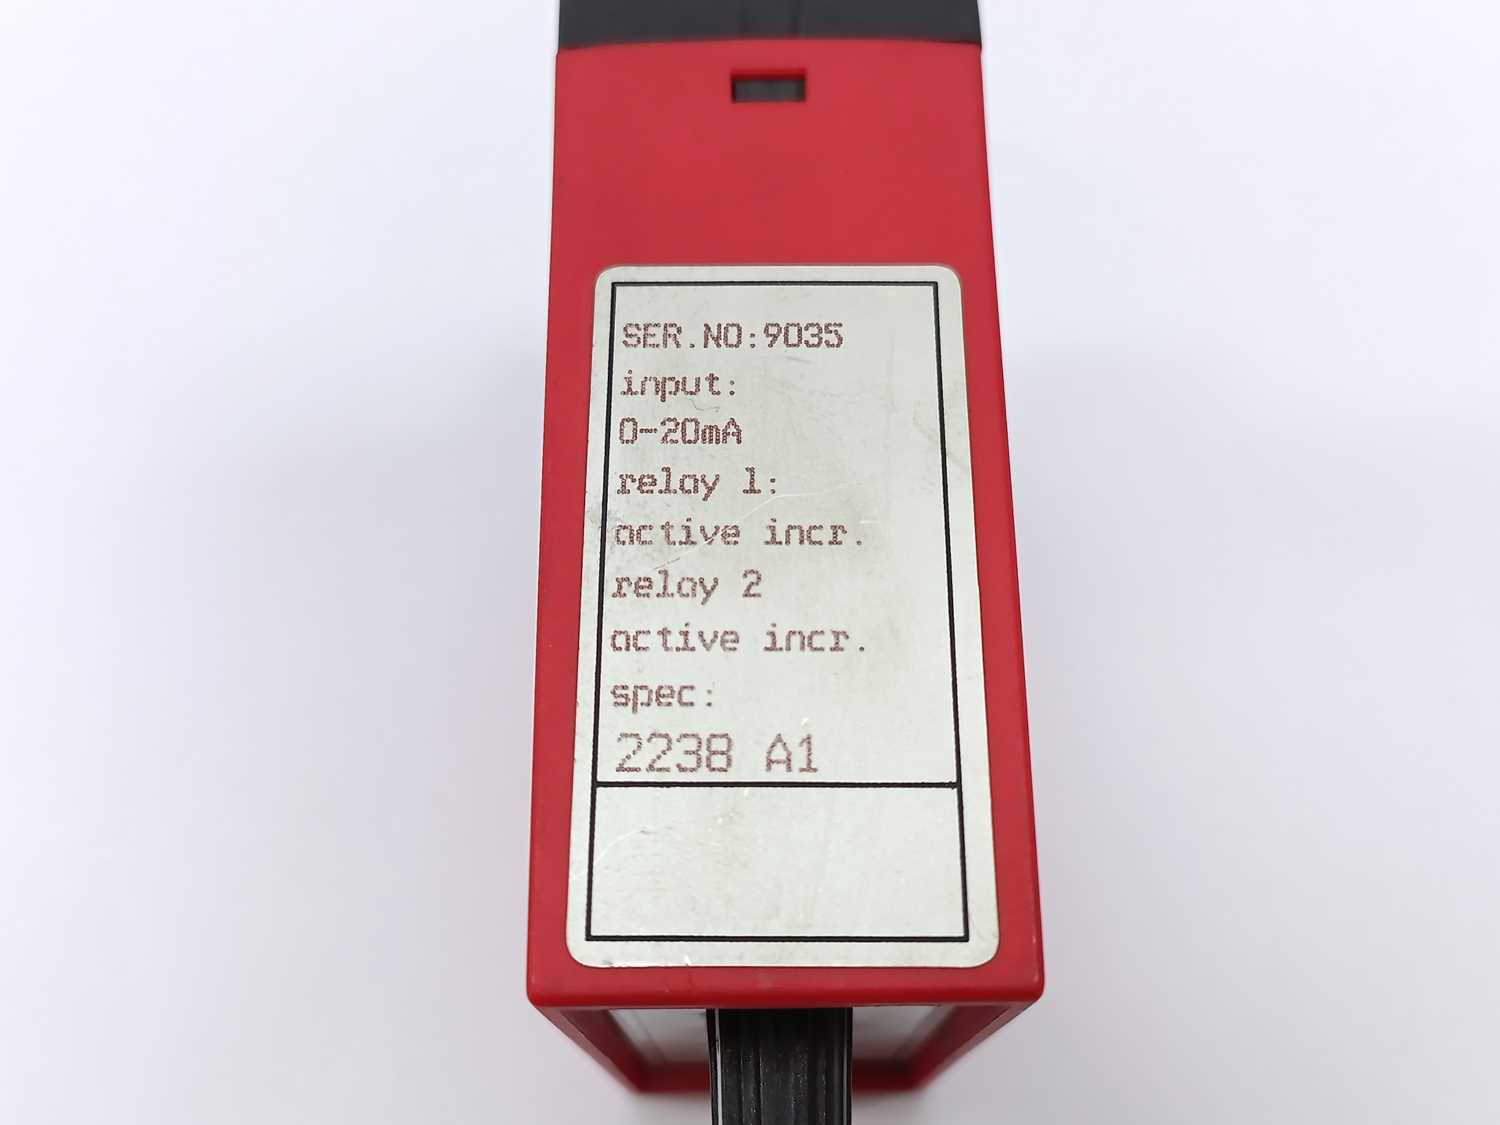 SER.NO:9035
input:
0-20mA
relay 1:
active incr.
relay 2
active incr.
spec:
2238 A1